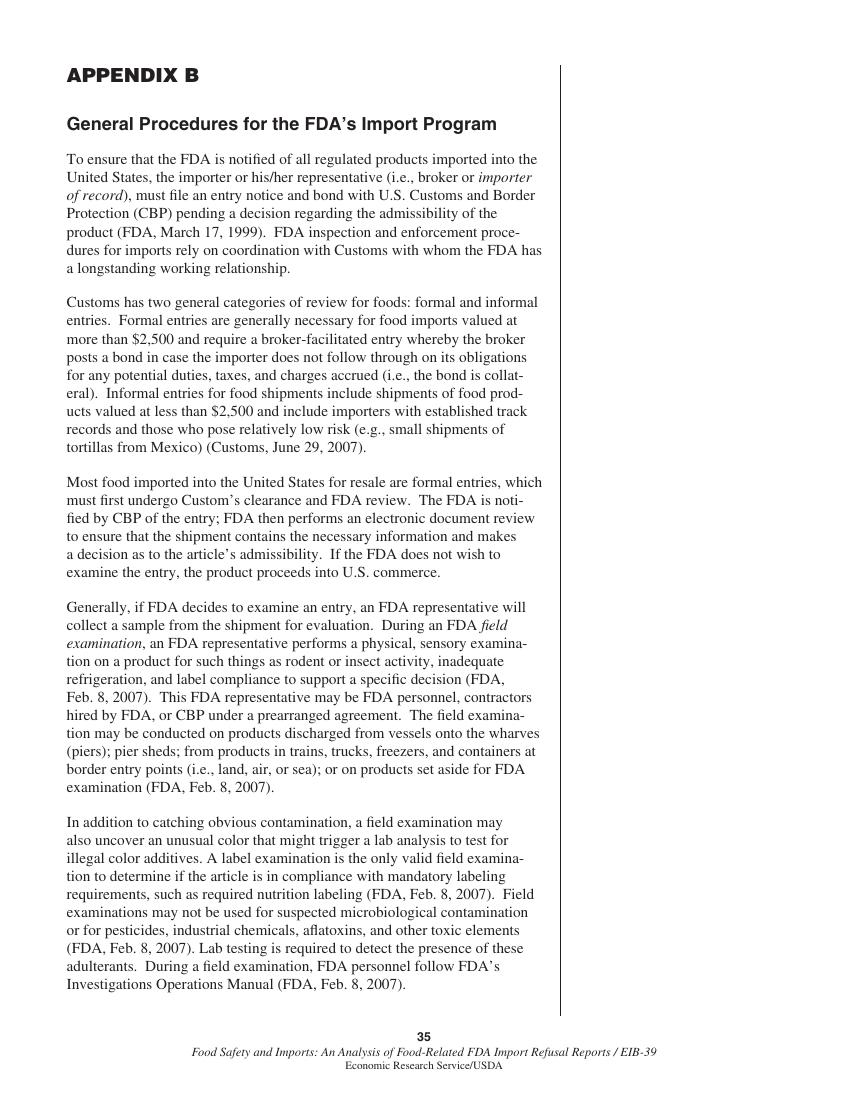 APPENDIX B
General Procedures for the FDA's Import Program
To ensure that the FDA is notified of all regulated products imported into the
United States, the importer or his/her representative (i.e., broker or importer
of record), must file an entry notice and bond with U.S. Customs and Border
Protection (CBP) pending a decision regarding the admissibility of the
product (FDA, March 17, 1999).  FDA inspection and enforcement proce-
dures for imports rely on coordination with Customs with whom the FDA has
a longstanding working relationship.
Customs has two general categories of review for foods: formal and informal
entries.  Formal entries are generally necessary for food imports valued at
more than $2,500 and require a broker-facilitated entry whereby the broker
posts a bond in case the importer does not follow through on its obligations
for any potential duties, taxes, and charges accrued (i.e., the bond is collat-
eral).  Informal entries for food shipments include shipments of food prod-
ucts valued at less than $2,500 and include importers with established track
records and those who pose relatively low risk (e.g., small shipments of
tortillas from Mexico) (Customs, June 29, 2007).
Most food imported into the United States for resale are formal entries, which
must first undergo Custom's clearance and FDA review.  The FDA is noti-
fied by CBP of the entry; FDA then performs an electronic document review
to ensure that the shipment contains the necessary information and makes
a decision as to the article's admissibility.  If the FDA does not wish to
examine the entry, the product proceeds into U.S. commerce.
Generally, if FDA decides to examine an entry, an FDA representative will
collect a sample from the shipment for evaluation.  During an FDA field
examination, an FDA representative performs a physical, sensory examina-
tion on a product for such things as rodent or insect activity, inadequate
refrigeration, and label compliance to support a specific decision (FDA,
Feb. 8, 2007).  This FDA representative may be FDA personnel, contractors
hired by FDA, or CBP under a prearranged agreement.  The field examina-
tion may be conducted on products discharged from vessels onto the wharves
(piers); pier sheds; from products in trains, trucks, freezers, and containers at
border entry points (i.e., land, air, or sea); or on products set aside for FDA
examination (FDA, Feb. 8, 2007).
In addition to catching obvious contamination, a field examination may
also uncover an unusual color that might trigger a lab analysis to test for
illegal color additives. A label examination is the only valid field examina-
tion to determine if the article is in compliance with mandatory labeling
requirements, such as required nutrition labeling (FDA, Feb. 8, 2007).  Field
examinations may not be used for suspected microbiological contamination
or for pesticides, industrial chemicals, aflatoxins, and other toxic elements
(FDA, Feb. 8, 2007). Lab testing is required to detect the presence of these
adulterants.  During a field examination, FDA personnel follow FDA's
Investigations Operations Manual (FDA, Feb. 8, 2007).
35
Food Safety and Imports: An Analysis of Food-Related FDA Import Refusal Reports / EIB-39
Economic Research Service/USDA